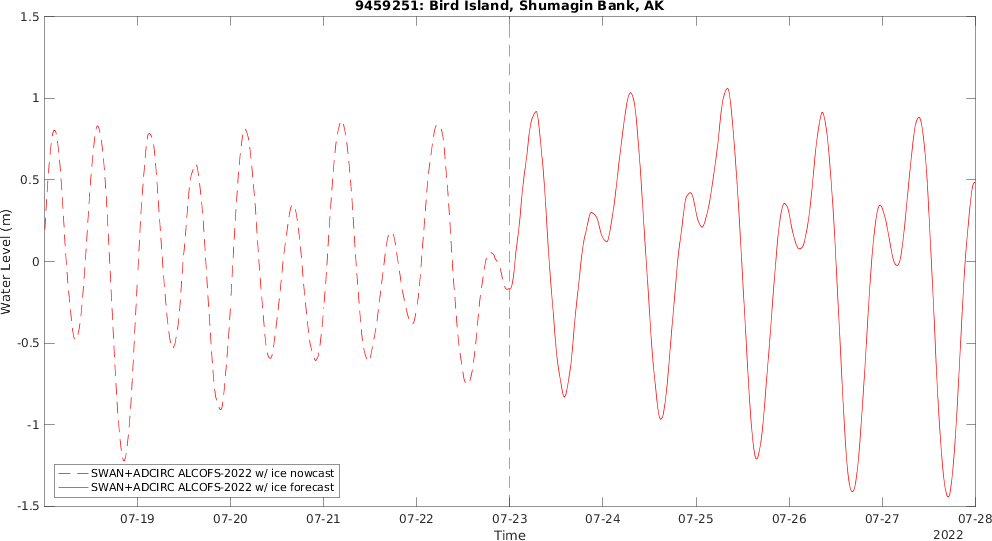 9459251: Bird Island, Shumagin Bank, AK
Water Level (m)
1.5
1
0.5
0
-0.5
-1
-1.5
SWAN+ADCIRC ALCOFS-2022 w/ ice nowcast
SWAN+ADCIRC ALCOFS-2022 w/ ice forecast
07-19 07-20 07-21 07-22 07-23 07-24 07-25 07-26 07-27 07-28
Time
2022